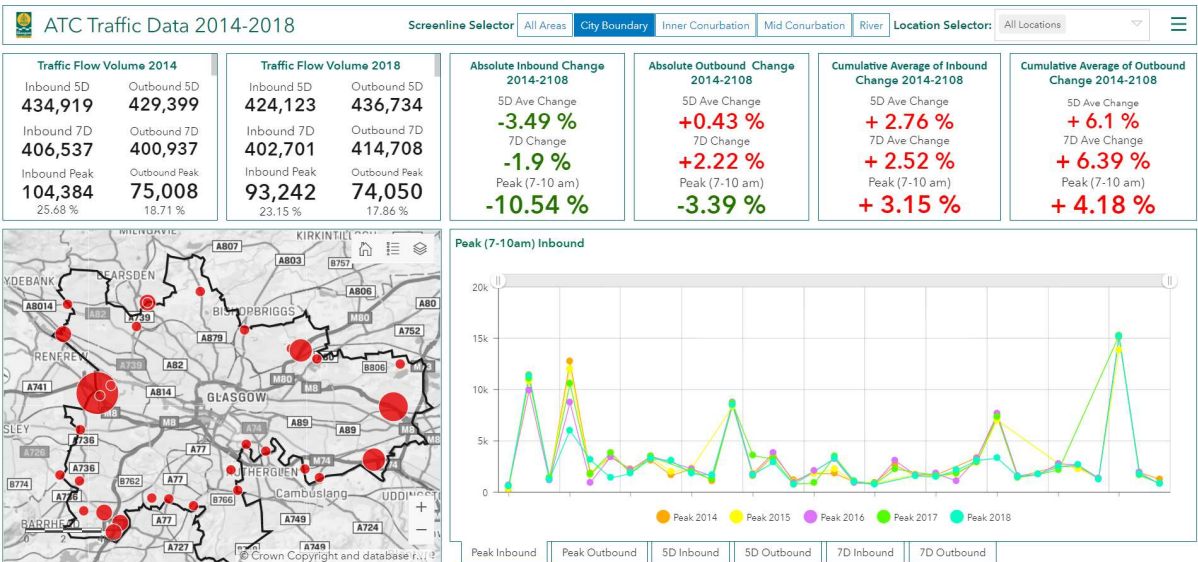 ATC Traffic Data 2014-2018
Screenline Selector All Areas City Boundary Inner Conurbation Mid Conurbation River Location Selector: All Locations
Traffic Flow Volume 2014
Inbound 5D Outbound 5D
434,919 429,399
Inbound 7D Outbound 7D
406,537 400,937
Inbound Peak Outbound Peak
104,384 75,008
25.68 % 18.71 %
Traffic Flow Volume 2018
Inbound 5D Outbound 5D
424,123 436,734
Inbound 7D Outbound 7D
402,701 414,708
Inbound Peak Outbound Peak
93,242 74,050
23.15 % 17.86 %
Absolute Inbound Change
2014-2108
5D Ave Change
-3.49 %
7D Change
-1.9 %
Peak (7-10 am)
-10.54 %
Absolute Outbound Change
2014-2108
5D Ave Change
+0.43 %
7D Change
+2.22 %
Peak (7-10 am)
-3.39 %
Cumulative Average of Inbound
Change 2014-2108
5D Ave Change
+ 2.76 %
7D Ave Change
+ 2.52 %
Peak (7-10 am)
+ 3.15 %
Cumulative Average of Outbound
Change 2014-2108
5D Ave Change
+ 6.1 %
7D Ave Change
+ 6.39 %
Peak (7-10 am)
+ 4.18 %
MILNGAVIE KIRKINTILLOCH
A807
A803 B757
YDEBANK BEARSDEN
A806
A8014 A82 A739 BISHOPBRIGGS A80
M80
A879 A752
RENFREW
A739 A82 B806 M73
A741 A814 M80 M8
GLASGOW
M8 M8 A74 A89 A89 M8
SLEY A736 A77 M8
A726
A736 RUTHERGLEN M74 74
B774 B762 A77 Cambuslang
A736 B766 UDDINGST
BARRHEAD A77 A749 A724
0 2
A727 A749
+
−
© Crown Copyright and database r...
Peak (7-10am) Inbound
20k
15k
10k
5k
0
Peak 2014 Peak 2015 Peak 2016 Peak 2017 Peak 2018
Peak Inbound Peak Outbound 5D Inbound 5D Outbound 7D Inbound 7D Outbound